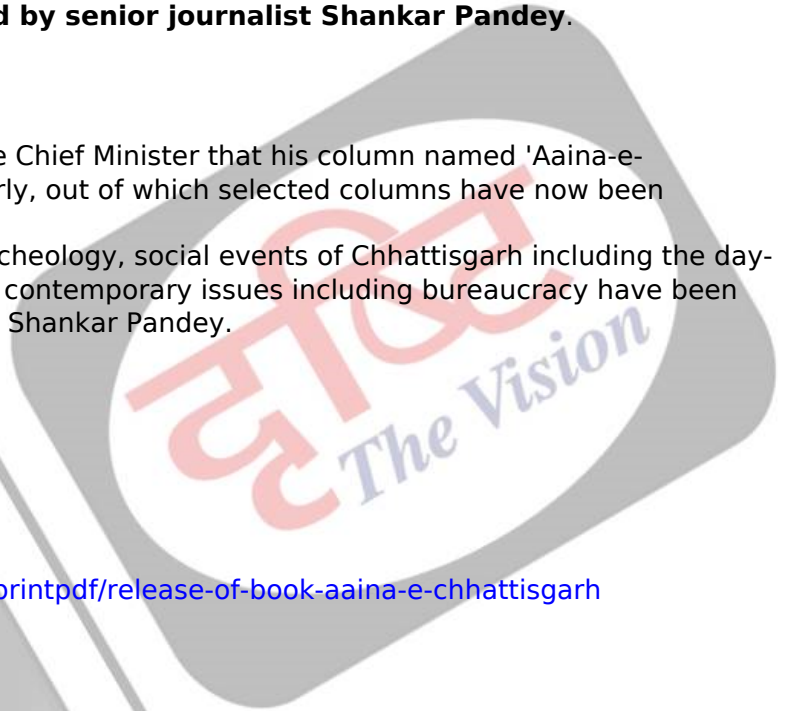 d by senior journalist Shankar Pandey.
e Chief Minister that his column named 'Aaina-e-
rly, out of which selected columns have now been
cheology, social events of Chhattisgarh including the day-
contemporary issues including bureaucracy have been
Shankar Pandey.
दृष्टि
The Vision
printpdf/release-of-book-aaina-e-chhattisgarh